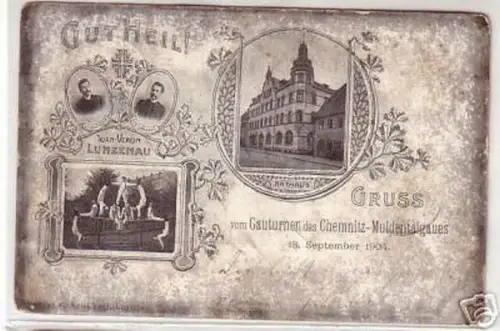 Gut Heil!
Turn-Verein
Lunzenau
Rathaus
Gruss
vom Gauturnen des Chemnitz-Muldenthalgaues
18. September 1904.